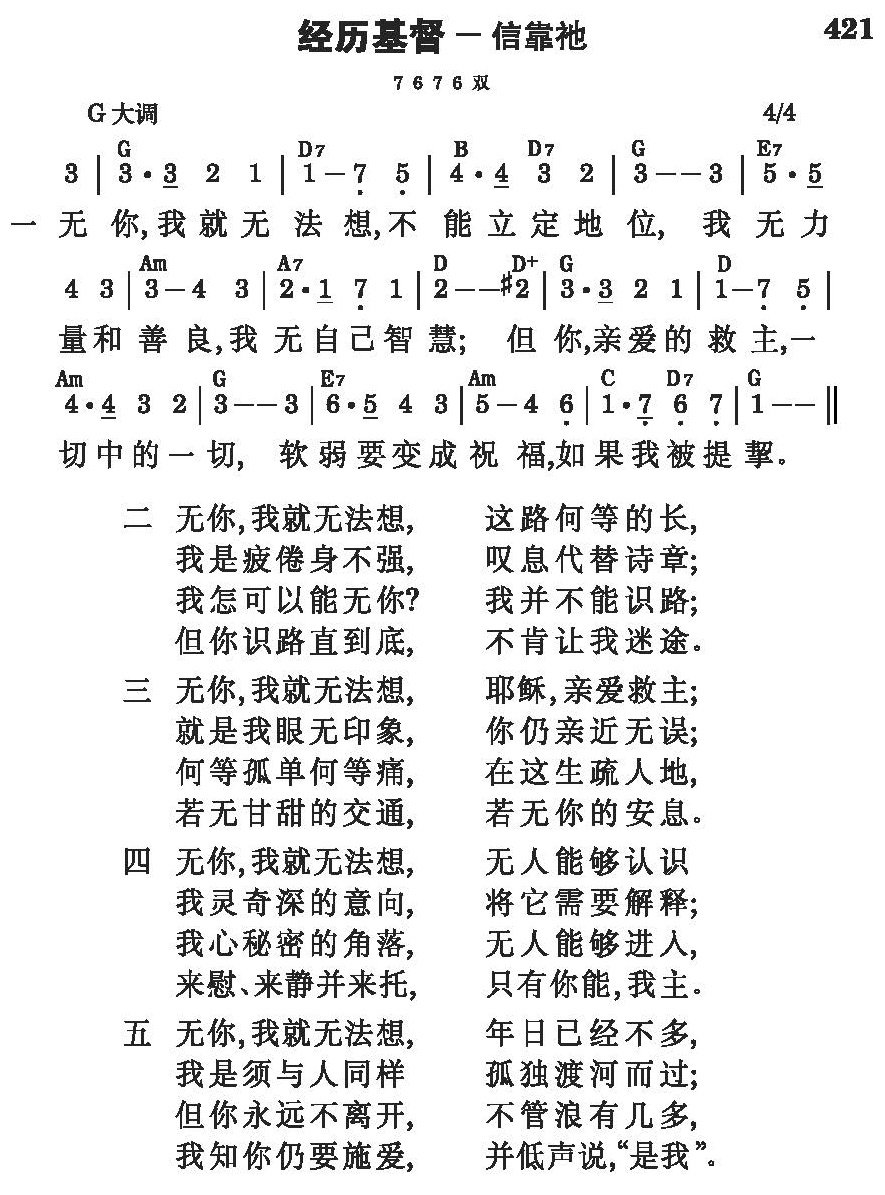 经历基督－信靠祂 421
7 6 7 6 双
G大调 4/4
G D7 B D7 G E7
3 | 3·3 2 1 | 1－7 5 | 4·4 3 2 | 3－－3 | 5·5
一 无 你,我 就 无 法 想,不 能 立 定 地 位, 我 无 力
Am A7 D D+ G D
4 3 | 3－4 3 | 2·1 7 1 | 2－－#2 | 3·3 2 1 | 1－7 5 |
量和 善 良,我 无 自 己 智 慧; 但 你,亲 爱 的 救 主,一
Am G E7 Am C D7 G
4·4 3 2 | 3－－3 | 6·5 4 3 | 5－4 6 | 1·7 6 7 | 1－－ ‖
切 中 的 一 切, 软 弱 要 变 成 祝 福,如 果 我 被 提 挈。
二 无你,我就无法想, 这路何等的长,
我是疲倦身不强, 叹息代替诗章;
我怎可以能无你? 我并不能识路;
但你识路直到底, 不肯让我迷途。
三 无你,我就无法想, 耶稣,亲爱救主;
就是我眼无印象, 你仍亲近无误;
何等孤单何等痛, 在这生疏人地,
若无甘甜的交通, 若无你的安息。
四 无你,我就无法想, 无人能够认识
我灵奇深的意向, 将它需要解释;
我心秘密的角落, 无人能够进入,
来慰、来静并来托, 只有你能,我主。
五 无你,我就无法想, 年日已经不多,
我是须与人同样 孤独渡河而过;
但你永远不离开, 不管浪有几多,
我知你仍要施爱, 并低声说,“是我”。